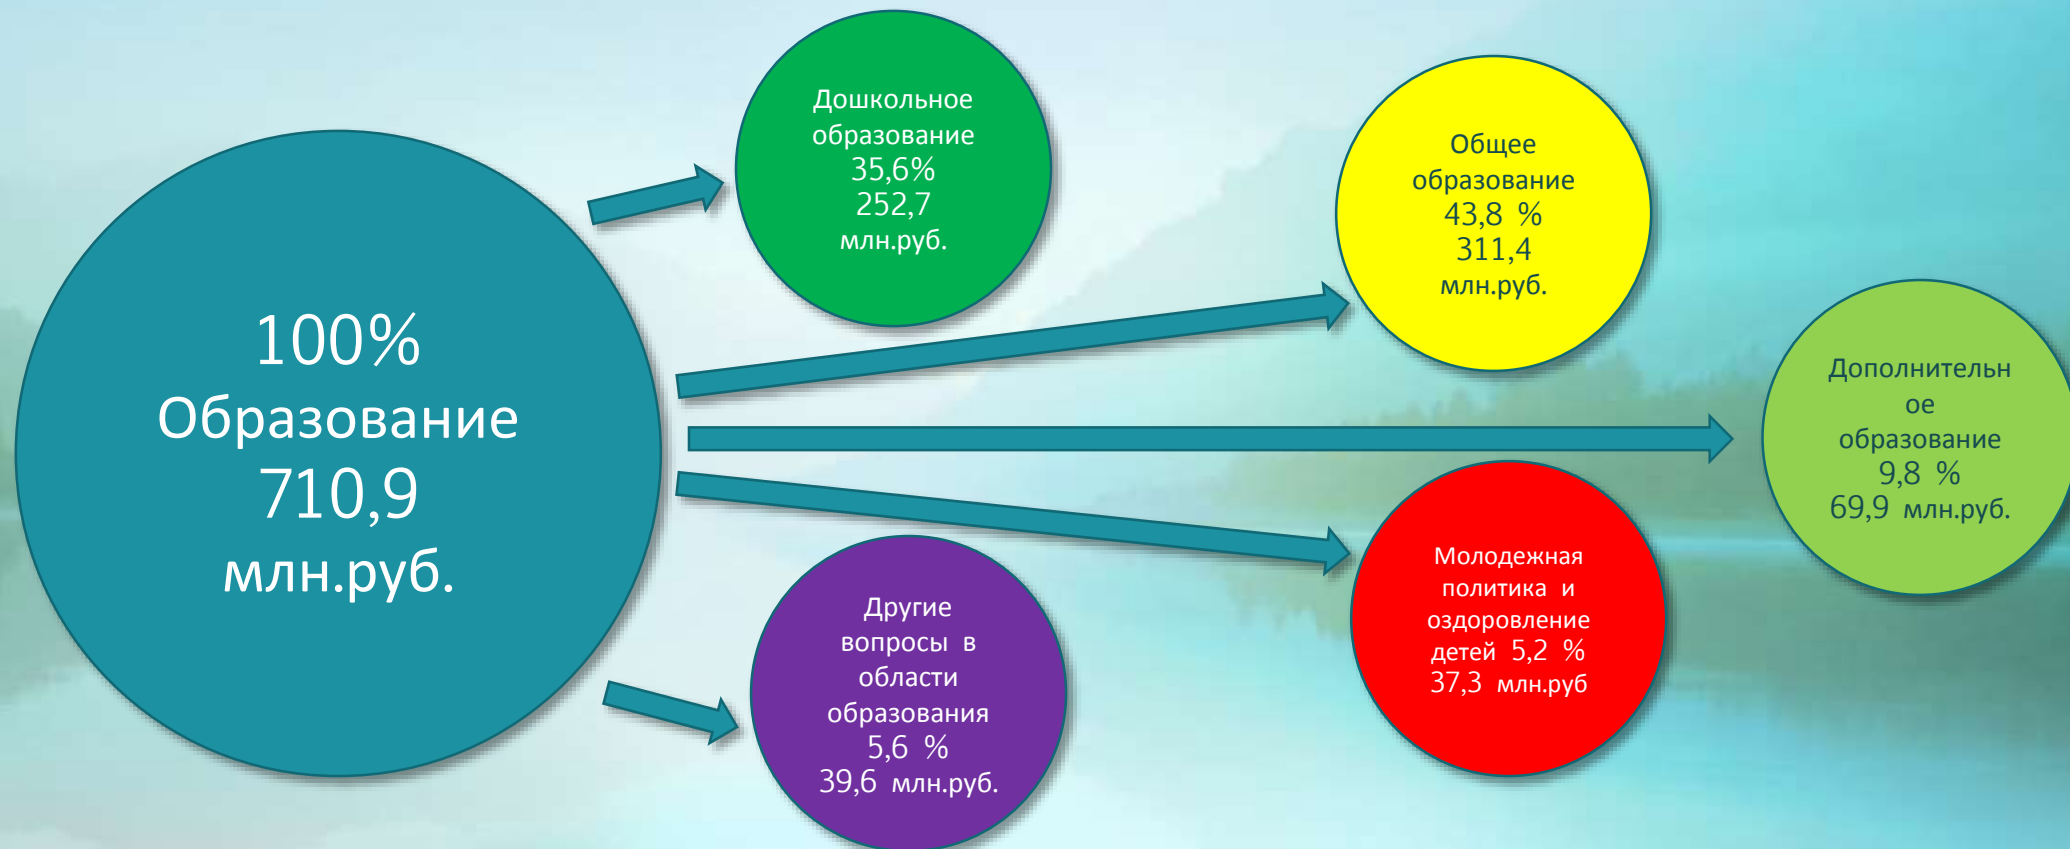 100%
Образование
710,9
млн.руб.
Дошкольное
образование
35,6%
252,7
млн.руб.
Общее
образование
43,8 %
311,4
млн.руб.
Дополнительн
ое
образование
9,8 %
69,9 млн.руб.
Молодежная
политика и
оздоровление
детей 5,2 %
37,3 млн.руб
Другие
вопросы в
области
образования
5,6 %
39,6 млн.руб.